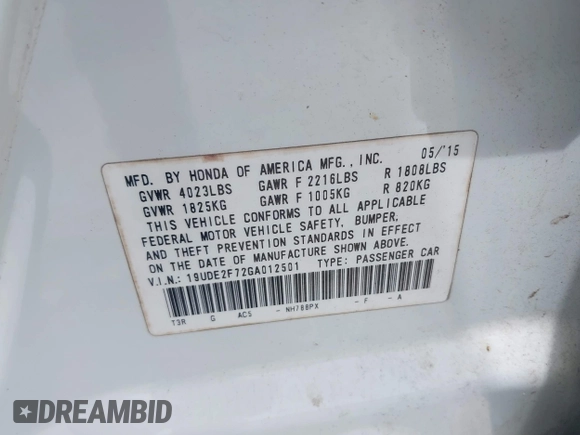 MFD. BY HONDA OF AMERICA MFG., INC. 05/'15
GVWR 4023LBS GAWR F 2216LBS R 1808LBS
GVWR 1825KG GAWR F 1005KG R 820KG
THIS VEHICLE CONFORMS TO ALL APPLICABLE
FEDERAL MOTOR VEHICLE SAFETY, BUMPER,
AND THEFT PREVENTION STANDARDS IN EFFECT
ON THE DATE OF MANUFACTURE SHOWN ABOVE.
V.I.N.: 19UDE2F72GA012501 TYPE: PASSENGER CAR
T3R G ACS - NH788PX - F - A
DREAMBID